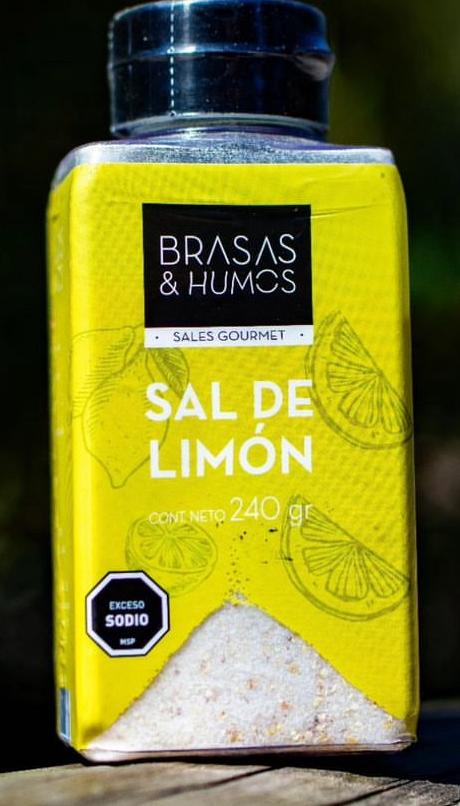 BRASAS
& HUMOS
· SALES GOURMET ·
SAL DE
LIMÓN
CONT. NETO 240 gr
EXCESO
SODIO
MSP